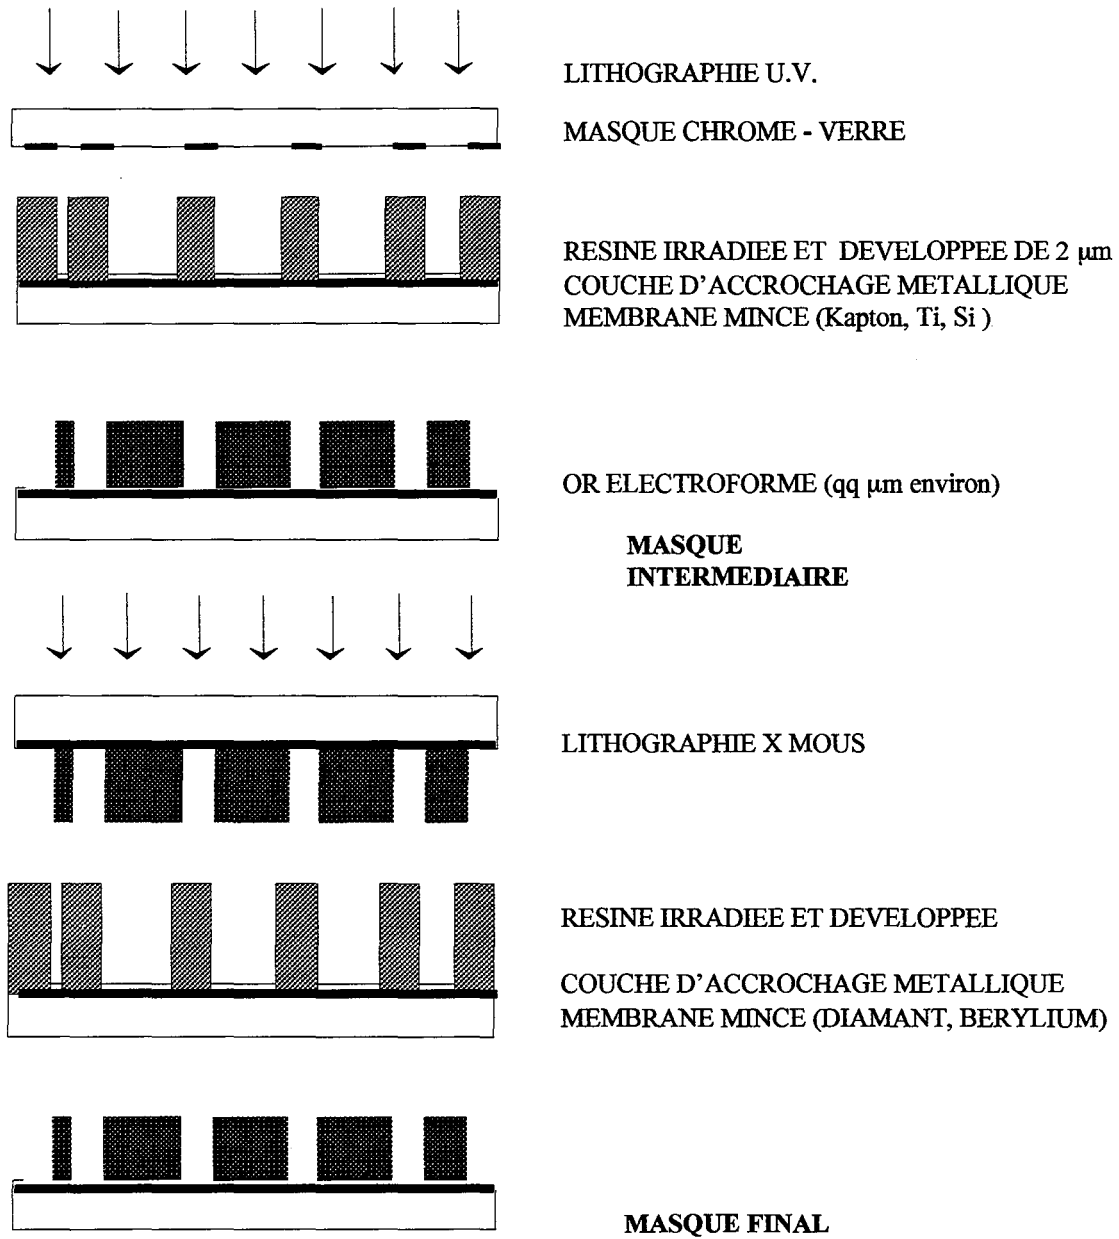 LITHOGRAPHIE U.V.
MASQUE CHROME - VERRE
RESINE IRRADIEE ET DEVELOPPEE DE 2 µm
COUCHE D'ACCROCHAGE METALLIQUE
MEMBRANE MINCE (Kapton, Ti, Si )
OR ELECTROFORME (qq µm environ)
MASQUE
INTERMEDIAIRE
LITHOGRAPHIE X MOUS
RESINE IRRADIEE ET DEVELOPPEE
COUCHE D'ACCROCHAGE METALLIQUE
MEMBRANE MINCE (DIAMANT, BERYLIUM)
MASQUE FINAL